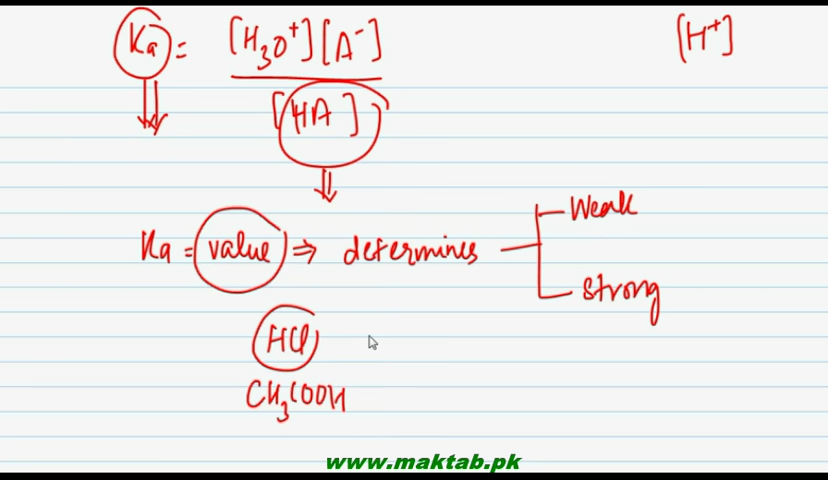 Ka = [H₃O⁺][A⁻] [H⁺]
[HA]
Ka = value ⇒ determines Weak
Strong
HCl
CH₃COOH
www.maktab.pk